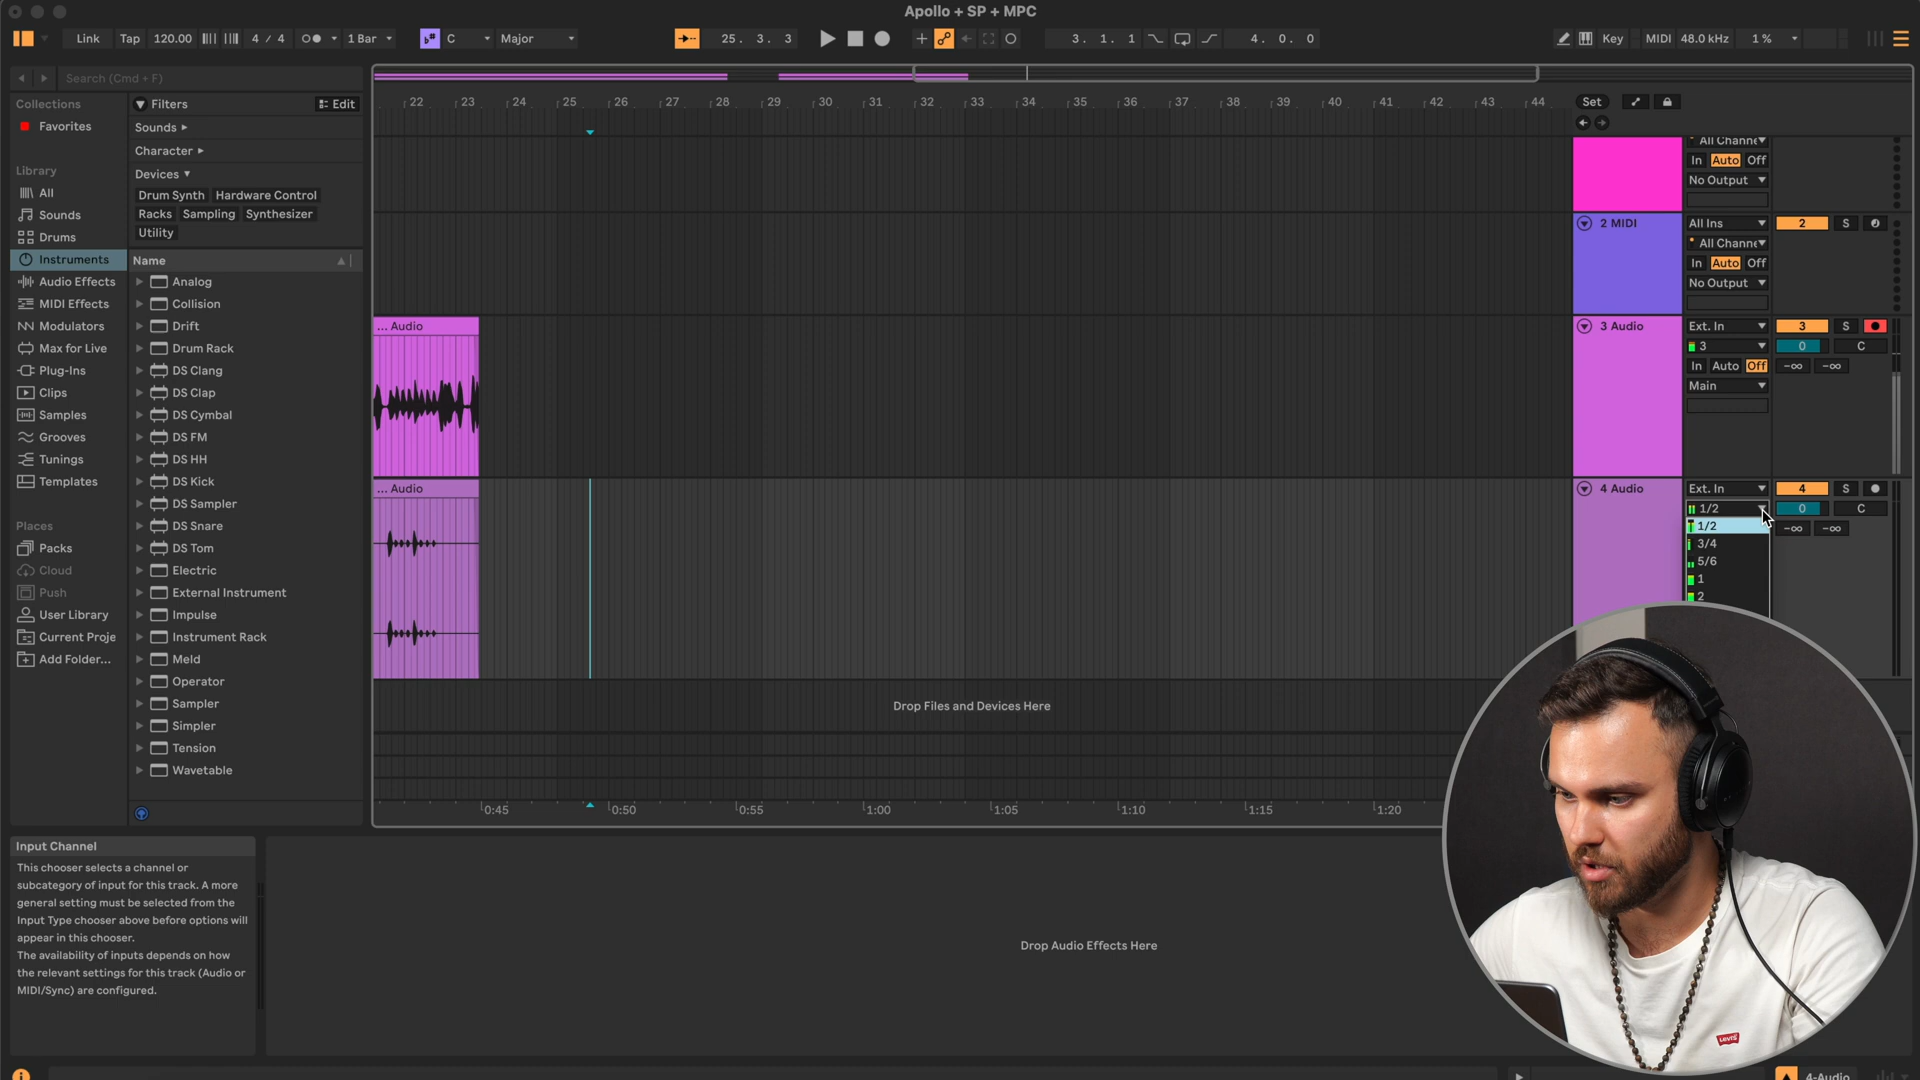 Apollo + SP + MPC
Link
Tap
120.00
4 / 4
1 Bar
C
Major
25. 3. 3
3. 1. 1
4. 0. 0
Key
MIDI
48.0 kHz
1 %
Search (Cmd + F)
Collections
Favorites
Library
All
Sounds
Drums
Instruments
Audio Effects
MIDI Effects
Modulators
Max for Live
Plug-Ins
Clips
Samples
Grooves
Tunings
Templates
Places
Packs
Cloud
Push
User Library
Current Proje
Add Folder...
Filters
Edit
Sounds
Character
Devices
Drum Synth
Hardware Control
Racks
Sampling
Synthesizer
Utility
Name
Analog
Collision
Drift
Drum Rack
DS Clang
DS Clap
DS Cymbal
DS FM
DS HH
DS Kick
DS Sampler
DS Snare
DS Tom
Electric
External Instrument
Impulse
Instrument Rack
Meld
Operator
Sampler
Simpler
Tension
Wavetable
22 23 24 25 26 27 28 29 30 31 32 33 34 35 36 37 38 39 40 41 42 43 44
Set
... Audio
... Audio
Drop Files and Devices Here
0:45 0:50 0:55 1:00 1:05 1:10 1:15 1:20
All Channe
In Auto Off
No Output
2 MIDI
All Ins
2 S
All Channe
In Auto Off
No Output
3 Audio
Ext. In
3 S
3
0 C
In Auto Off
-∞ -∞
Main
4 Audio
Ext. In
4 S
1/2
0 C
1/2
-∞ -∞
3/4
5/6
1
2
Input Channel
This chooser selects a channel or
subcategory of input for this track. A more
general setting must be selected from the
Input Type chooser above before options will
appear in this chooser.
The availability of inputs depends on how
the relevant settings for this track (Audio or
MIDI/Sync) are configured.
Drop Audio Effects Here
LEVI'S
4-Audio